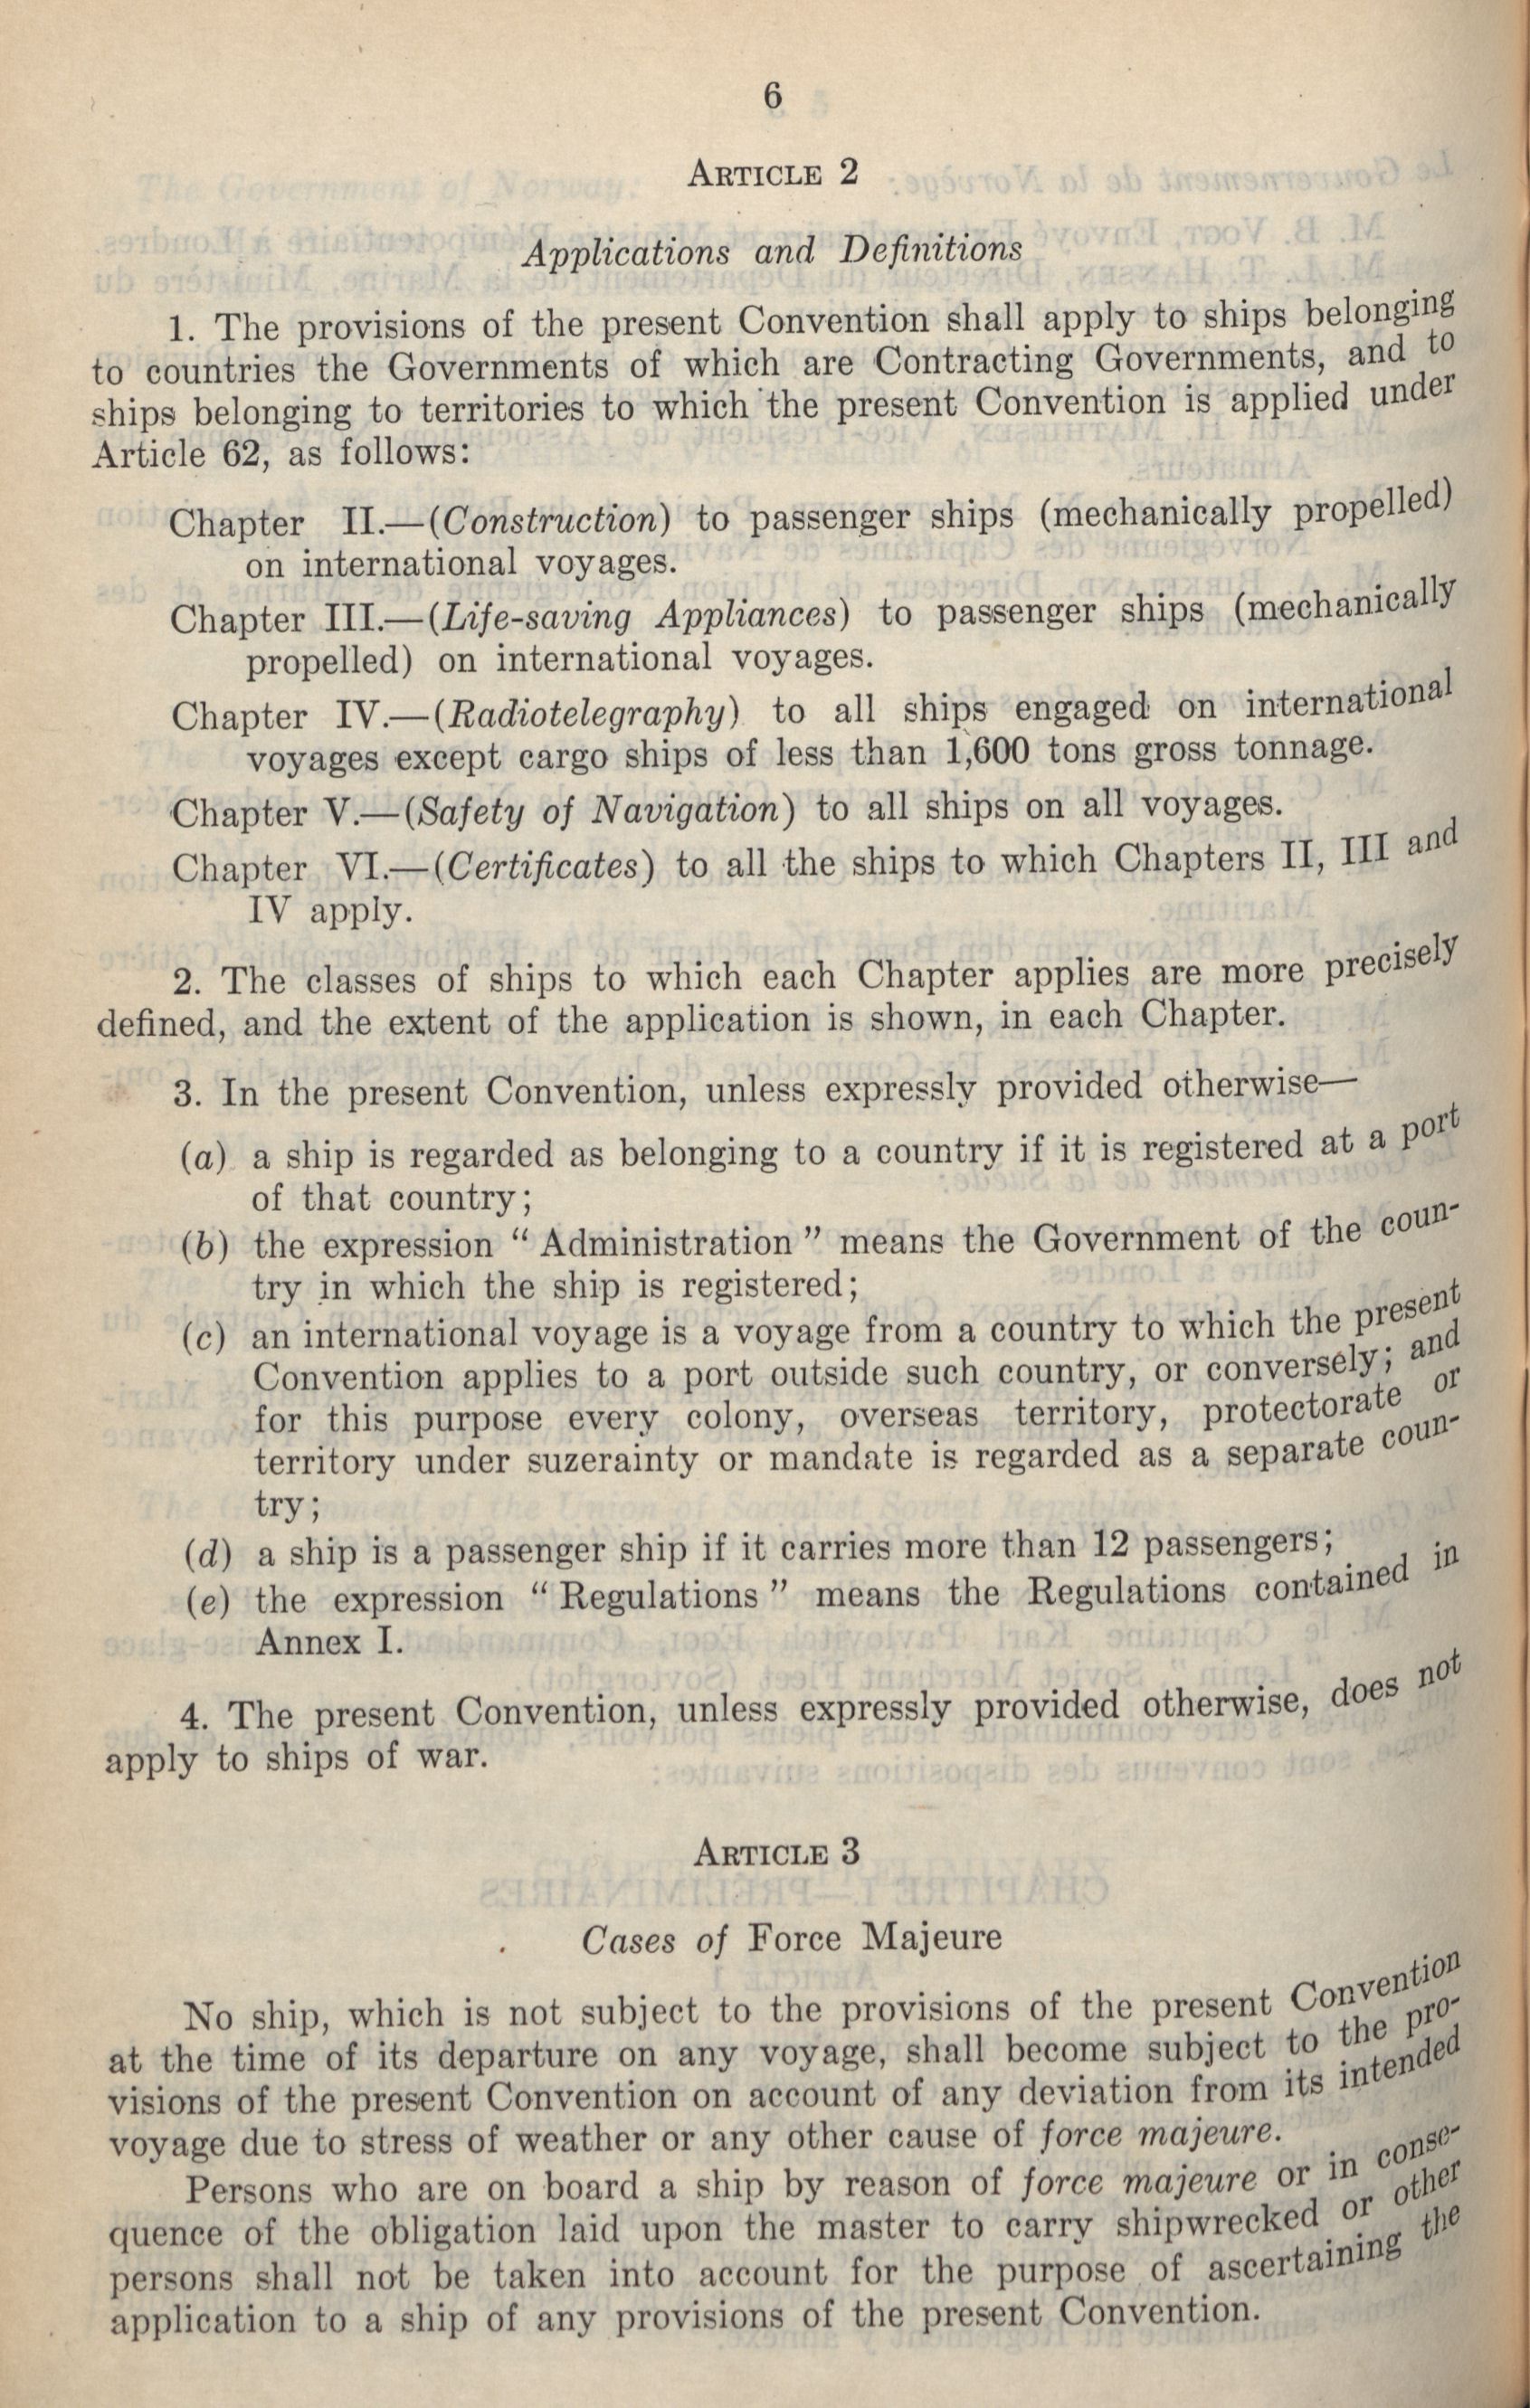 6
ARTICLE 2
Applications and Definitions
1. The provisions of the present Convention shall apply to ships belonging
to countries the Governments of which are Contracting Governments, and to
ships belonging to territories to which the present Convention is applied under
Article 62, as follows:
Chapter II.—(Construction) to passenger ships (mechanically propelled)
on international voyages.
Chapter III.—(Life-saving Appliances) to passenger ships (mechanically
propelled) on international voyages.
Chapter IV.—(Radiotelegraphy) to all ships engaged on international
voyages except cargo ships of less than 1,600 tons gross tonnage.
Chapter V.—(Safety of Navigation) to all ships on all voyages.
Chapter VI.—(Certificates) to all the ships to which Chapters II, III and
IV apply.
2. The classes of ships to which each Chapter applies are more precisely
defined, and the extent of the application is shown, in each Chapter.
3. In the present Convention, unless expressly provided otherwise—
(a) a ship is regarded as belonging to a country if it is registered at a port
of that country;
(b) the expression “Administration” means the Government of the coun-
try in which the ship is registered;
(c) an international voyage is a voyage from a country to which the present
Convention applies to a port outside such country, or conversely; and
for this purpose every colony, overseas territory, protectorate or
territory under suzerainty or mandate is regarded as a separate coun-
try;
(d) a ship is a passenger ship if it carries more than 12 passengers;
(e) the expression “Regulations” means the Regulations contained in
Annex I.
4. The present Convention, unless expressly provided otherwise, does not
apply to ships of war.
ARTICLE 3
Cases of Force Majeure
No ship, which is not subject to the provisions of the present Convention
at the time of its departure on any voyage, shall become subject to the pro-
visions of the present Convention on account of any deviation from its intended
voyage due to stress of weather or any other cause of force majeure.
Persons who are on board a ship by reason of force majeure or in conse-
quence of the obligation laid upon the master to carry shipwrecked or other
persons shall not be taken into account for the purpose of ascertaining the
application to a ship of any provisions of the present Convention.